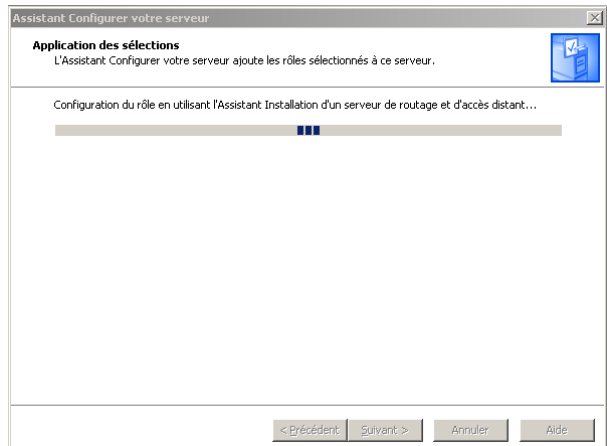 Assistant Configurer votre serveur
Application des sélections
L'Assistant Configurer votre serveur ajoute les rôles sélectionnés à ce serveur.
Configuration du rôle en utilisant l'Assistant Installation d'un serveur de routage et d'accès distant...
< Précédent
Suivant >
Annuler
Aide